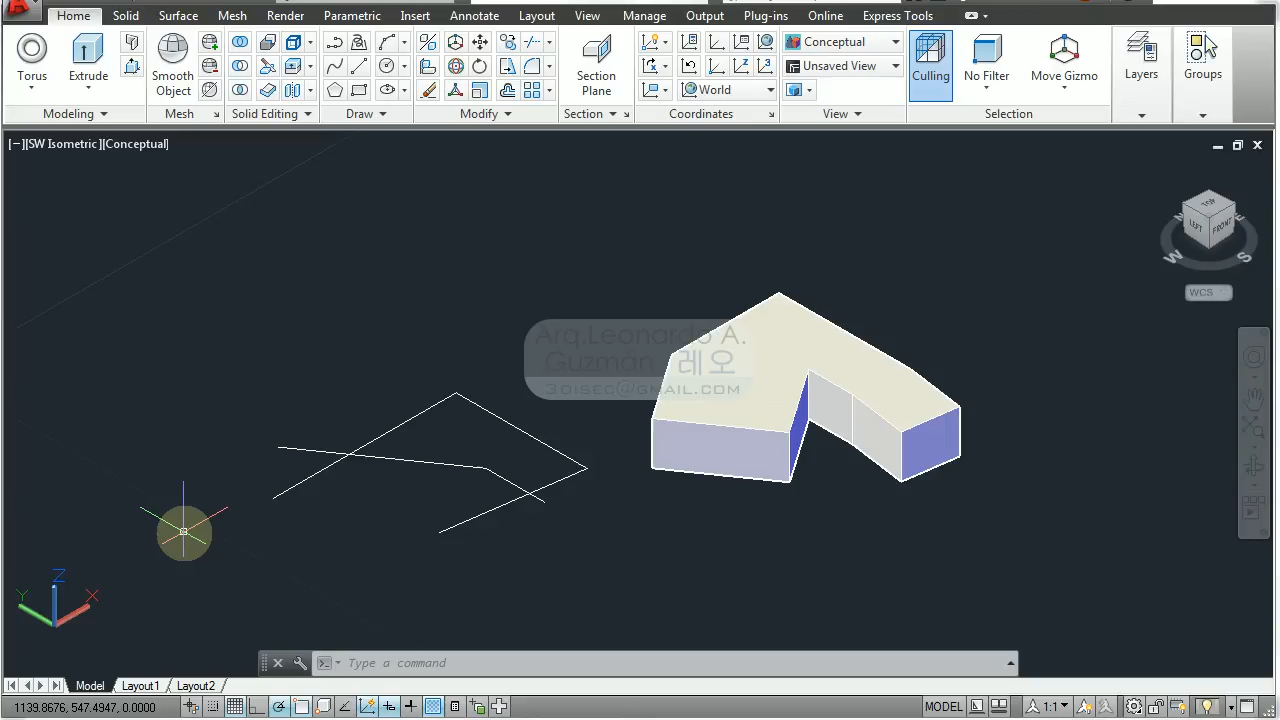 Home Solid Surface Mesh Render Parametric Insert Annotate Layout View Manage Output Plug-ins Online Express Tools
Torus Extrude Smooth Object Section Plane Conceptual Unsaved View World Culling No Filter Move Gizmo Layers Groups
Modeling Mesh Solid Editing Draw Modify Section Coordinates View Selection
[−][SW Isometric][Conceptual]
TOP
LEFT FRONT
N E
W S
WCS
Arq.Leonardo A.
Guzman 레오
3DISEO@GMAIL.COM
Z
Y X
Type a command
Model Layout1 Layout2
1139.8676, 547.4947, 0.0000 MODEL 1:1